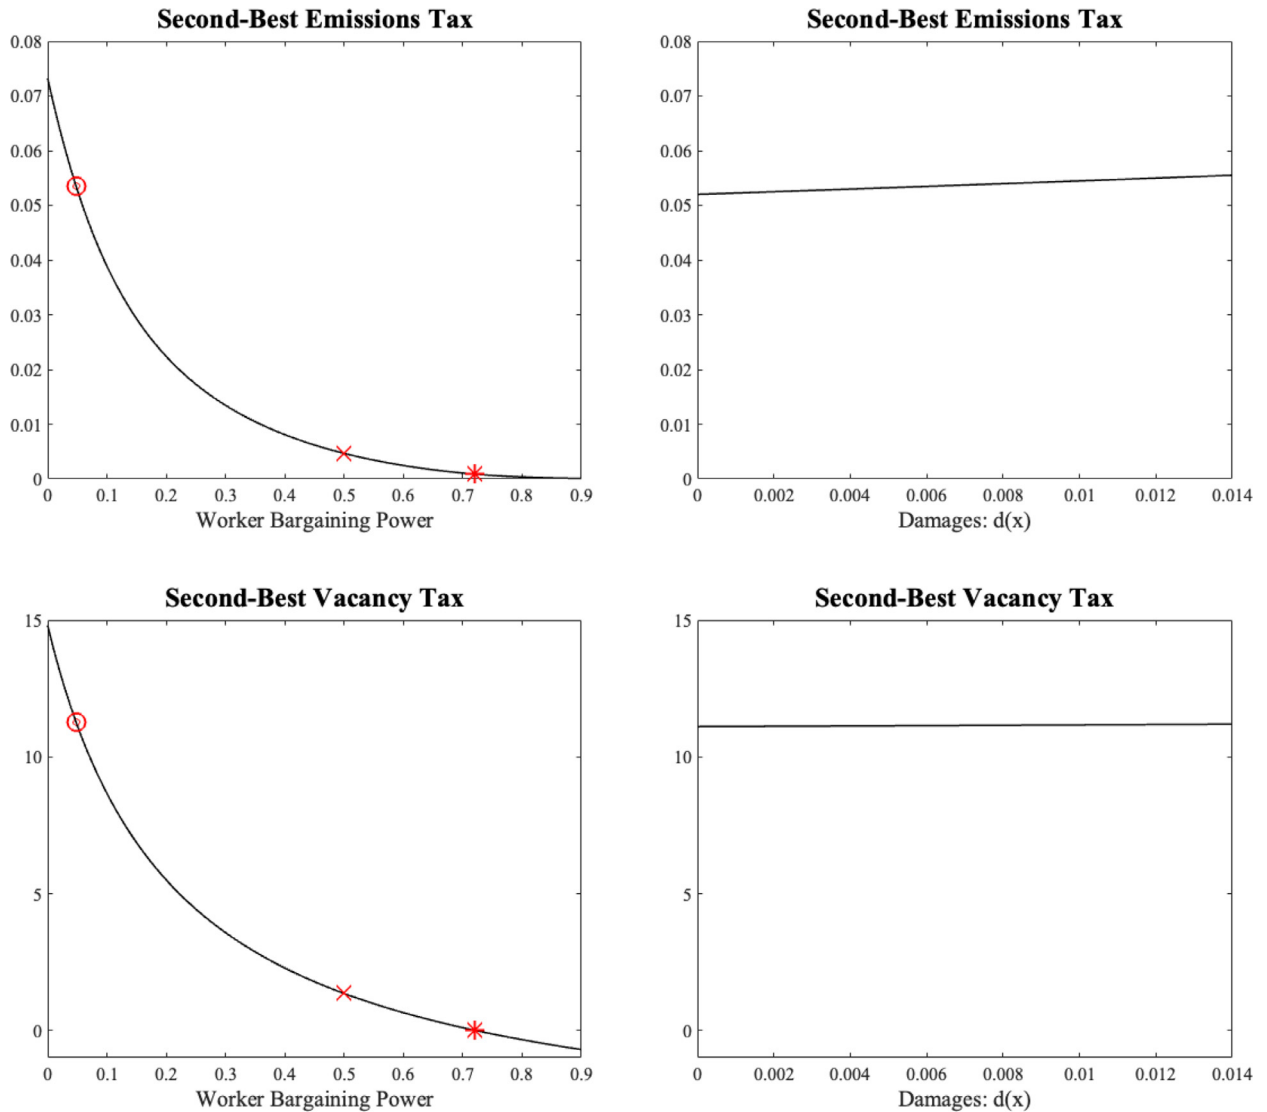 Second-Best Emissions Tax
0.08
0.07
0.06
0.05
0.04
0.03
0.02
0.01
0
0 0.1 0.2 0.3 0.4 0.5 0.6 0.7 0.8 0.9
Worker Bargaining Power
Second-Best Emissions Tax
0.08
0.07
0.06
0.05
0.04
0.03
0.02
0.01
0
0 0.002 0.004 0.006 0.008 0.01 0.012 0.014
Damages: d(x)
Second-Best Vacancy Tax
15
10
5
0
0 0.1 0.2 0.3 0.4 0.5 0.6 0.7 0.8 0.9
Worker Bargaining Power
Second-Best Vacancy Tax
15
10
5
0
0 0.002 0.004 0.006 0.008 0.01 0.012 0.014
Damages: d(x)